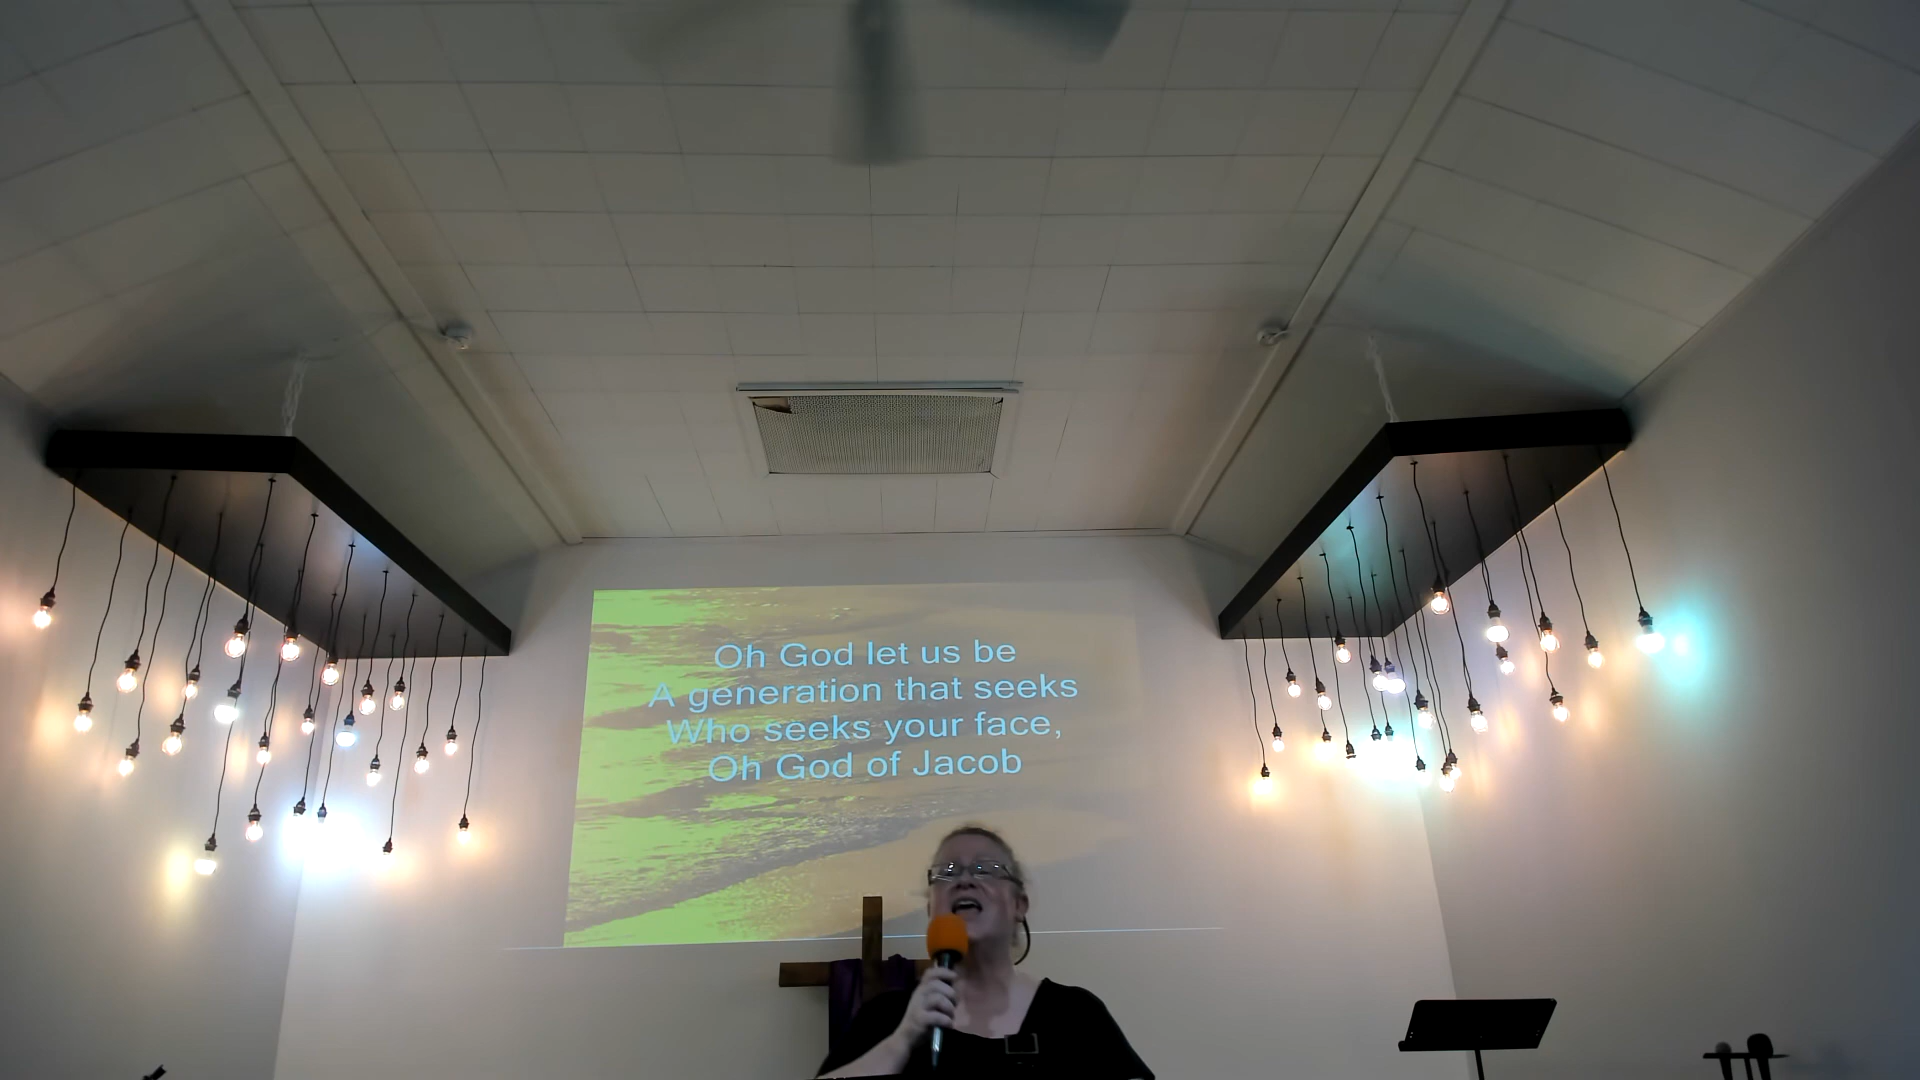 Oh God let us be
A generation that seeks
Who seeks your face,
Oh God of Jacob